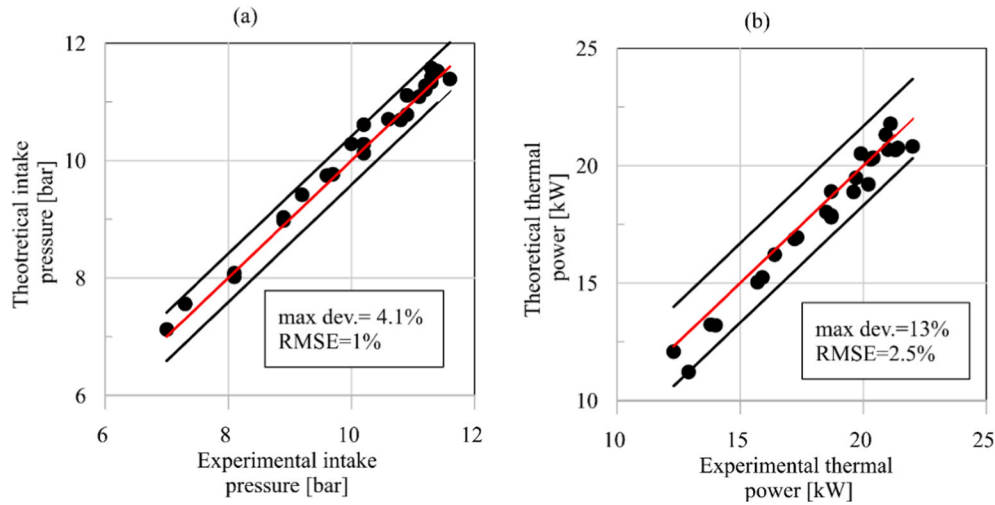 (a)
12
10
8
6
6
8
10
12
Theotretical intake
pressure [bar]
max dev.= 4.1%
RMSE=1%
Experimental intake
pressure [bar]
(b)
25
20
15
10
10
15
20
25
Theoretical thermal
power [kW]
max dev.=13%
RMSE=2.5%
Experimental thermal
power [kW]